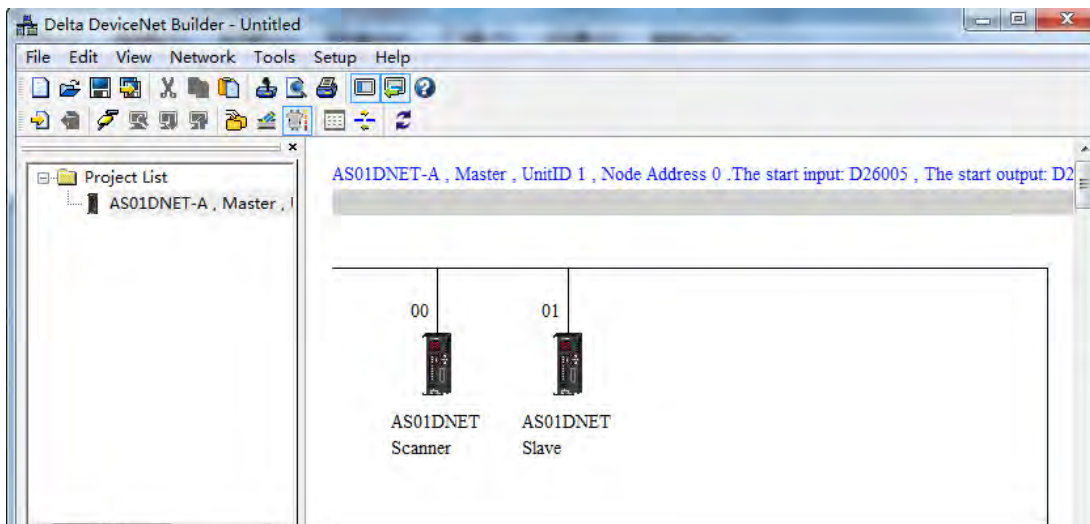 Delta DeviceNet Builder - Untitled
File Edit View Network Tools Setup Help
Project List
AS01DNET-A , Master ,
AS01DNET-A , Master , UnitID 1 , Node Address 0 .The start input: D26005 , The start output: D2
00 01
AS01DNET AS01DNET
Scanner Slave